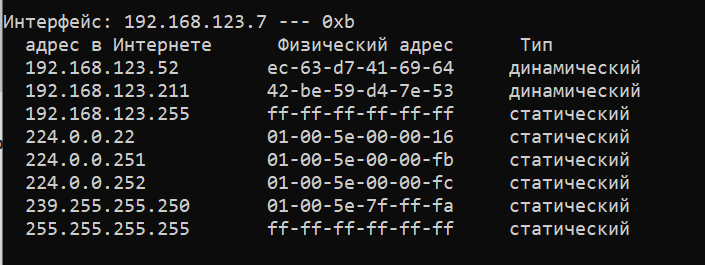 Интерфейс: 192.168.123.7 --- 0xb
адрес в Интернете Физический адрес Тип
192.168.123.52 ec-63-d7-41-69-64 динамический
192.168.123.211 42-be-59-d4-7e-53 динамический
192.168.123.255 ff-ff-ff-ff-ff-ff статический
224.0.0.22 01-00-5e-00-00-16 статический
224.0.0.251 01-00-5e-00-00-fb статический
224.0.0.252 01-00-5e-00-00-fc статический
239.255.255.250 01-00-5e-7f-ff-fa статический
255.255.255.255 ff-ff-ff-ff-ff-ff статический